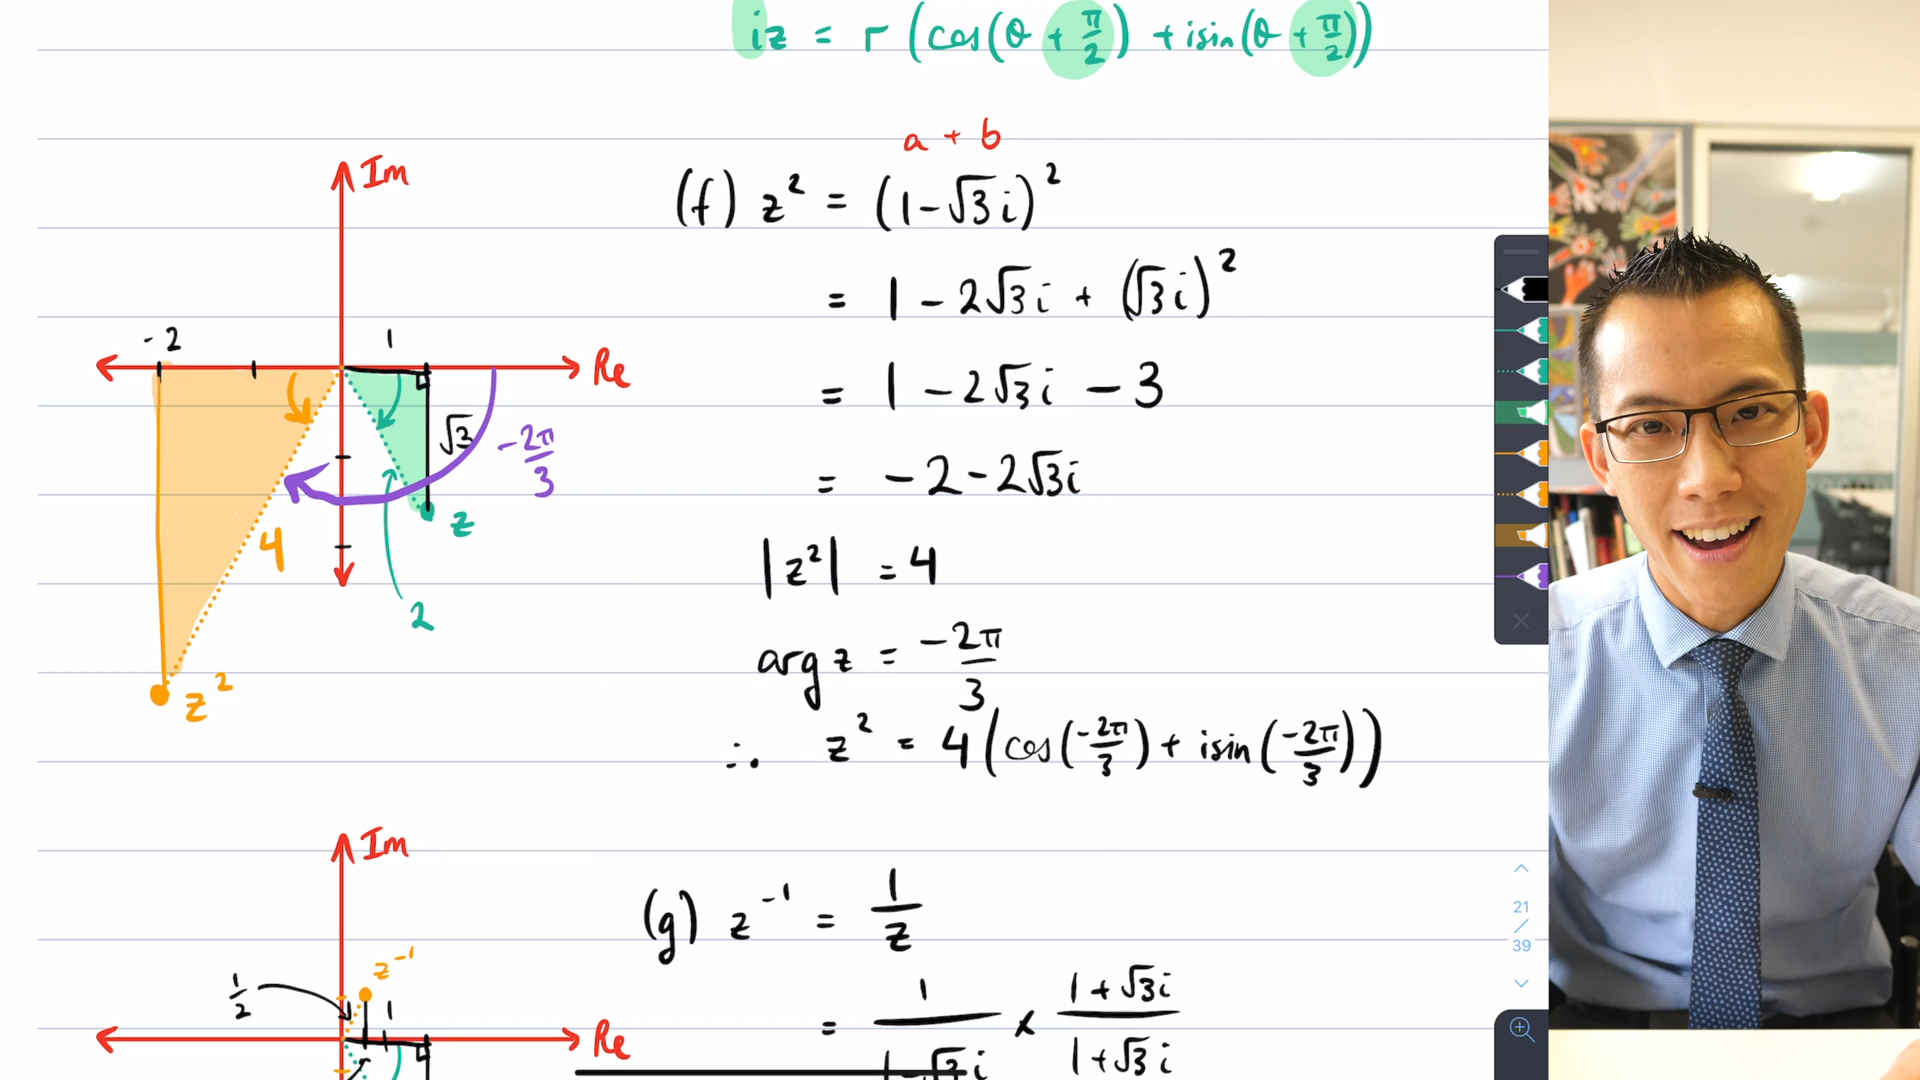 iz = r (cos(θ + π/2) + isin(θ + π/2))
a + b
Im
(f) z² = (1-√3i)²
= 1 - 2√3i + (√3i)²
-2
1
Re
= 1 - 2√3i - 3
√3
-2π/3
= -2 - 2√3i
z
4
|z²| = 4
2
arg z = -2π/3
z²
∴ z² = 4(cos(-2π/3) + isin(-2π/3))
Im
(g) z⁻¹ = 1/z
21
/
39
z⁻¹
1/2
1
= 1/(1-√3i) × (1+√3i)/(1+√3i)
Re